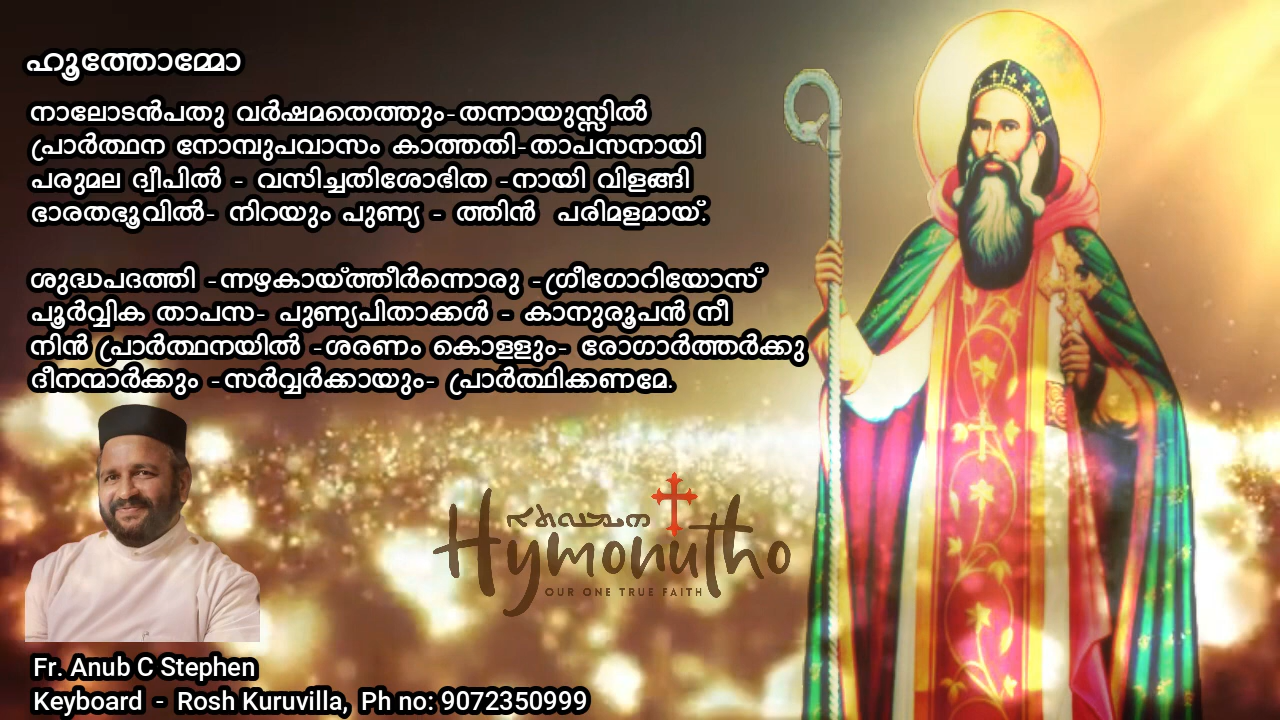 ഹൂത്തോമ്മോ
നാലോടൻപതു വർഷമതെത്തും-തന്നായുസ്സിൽ
പ്രാർത്ഥന നോമ്പുപവാസം കാത്തതി-താപസനായി
പരുമല ദ്വീപിൽ - വസിച്ചതിശോഭിത -നായി വിളങ്ങി
ഭാരതഭൂവിൽ- നിറയും പുണ്യ - ത്തിൻ പരിമളമായ്.
ശുദ്ധപദത്തി -ന്നഴകായ്ത്തീർന്നൊരു -ഗ്രീഗോറിയോസ്
പൂർവ്വിക താപസ- പുണ്യപിതാക്കൾ - കാനുരൂപൻ നീ
നിൻ പ്രാർത്ഥനയിൽ -ശരണം കൊള്ളും- രോഗാർത്തർക്കു
ദീനന്മാർക്കും -സർവ്വർക്കായും- പ്രാർത്ഥിക്കണമേ.
Hymonutho
OUR ONE TRUE FAITH
Fr. Anub C Stephen
Keyboard - Rosh Kuruvilla, Ph no: 9072350999